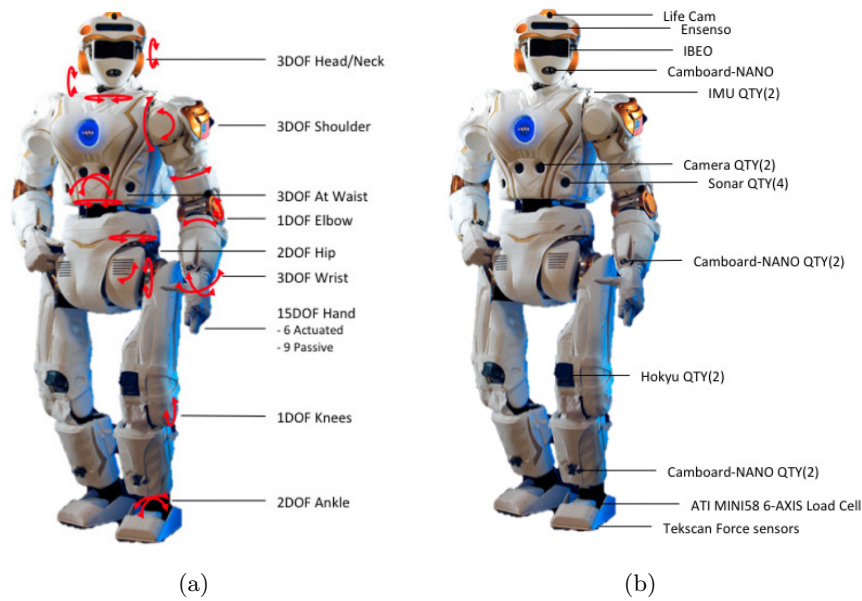 3DOF Head/Neck
3DOF Shoulder
3DOF At Waist
1DOF Elbow
2DOF Hip
3DOF Wrist
15DOF Hand
- 6 Actuated
- 9 Passive
1DOF Knees
2DOF Ankle
(a)
Life Cam
Ensenso
IBEO
Camboard-NANO
IMU QTY(2)
Camera QTY(2)
Sonar QTY(4)
Camboard-NANO QTY(2)
Hokyu QTY(2)
Camboard-NANO QTY(2)
ATI MINI58 6-AXIS Load Cell
Tekscan Force sensors
(b)